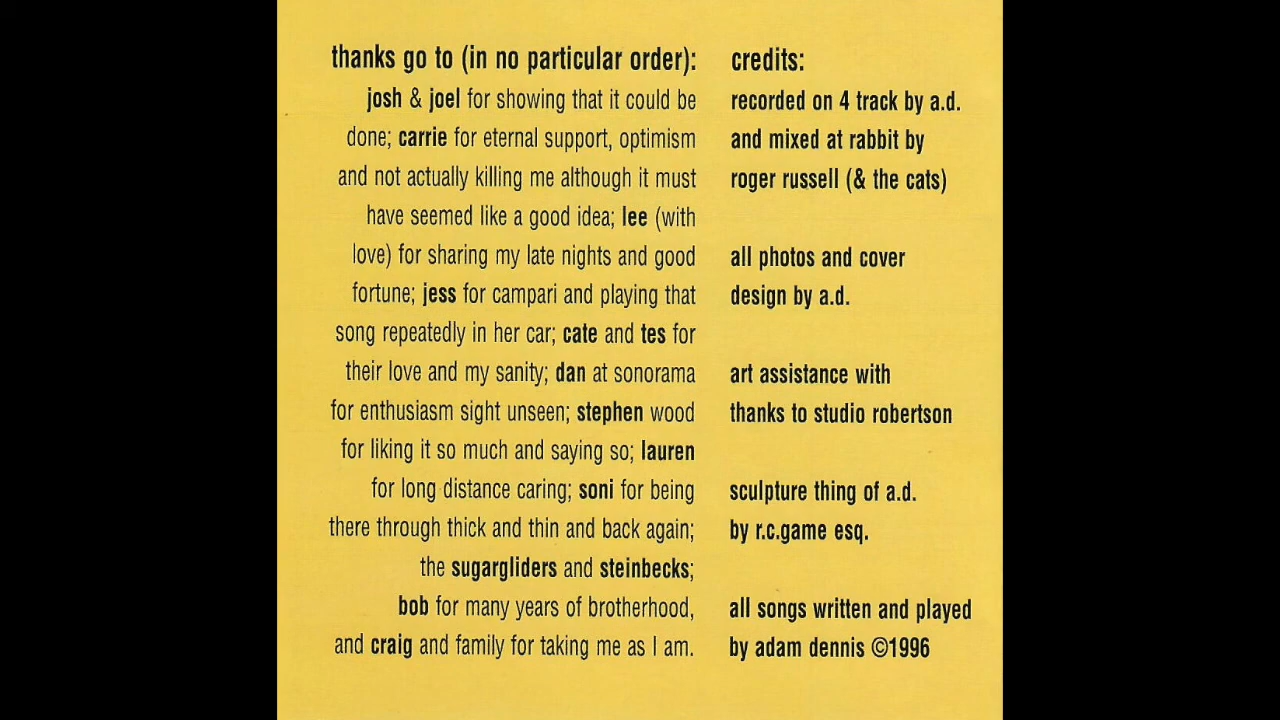 thanks go to (in no particular order):
josh & joel for showing that it could be
done; carrie for eternal support, optimism
and not actually killing me although it must
have seemed like a good idea; lee (with
love) for sharing my late nights and good
fortune; jess for campari and playing that
song repeatedly in her car; cate and tes for
their love and my sanity; dan at sonorama
for enthusiasm sight unseen; stephen wood
for liking it so much and saying so; lauren
for long distance caring; soni for being
there through thick and thin and back again;
the sugargliders and steinbecks;
bob for many years of brotherhood,
and craig and family for taking me as I am.
credits:
recorded on 4 track by a.d.
and mixed at rabbit by
roger russell (& the cats)
all photos and cover
design by a.d.
art assistance with
thanks to studio robertson
sculpture thing of a.d.
by r.c.game esq.
all songs written and played
by adam dennis ©1996